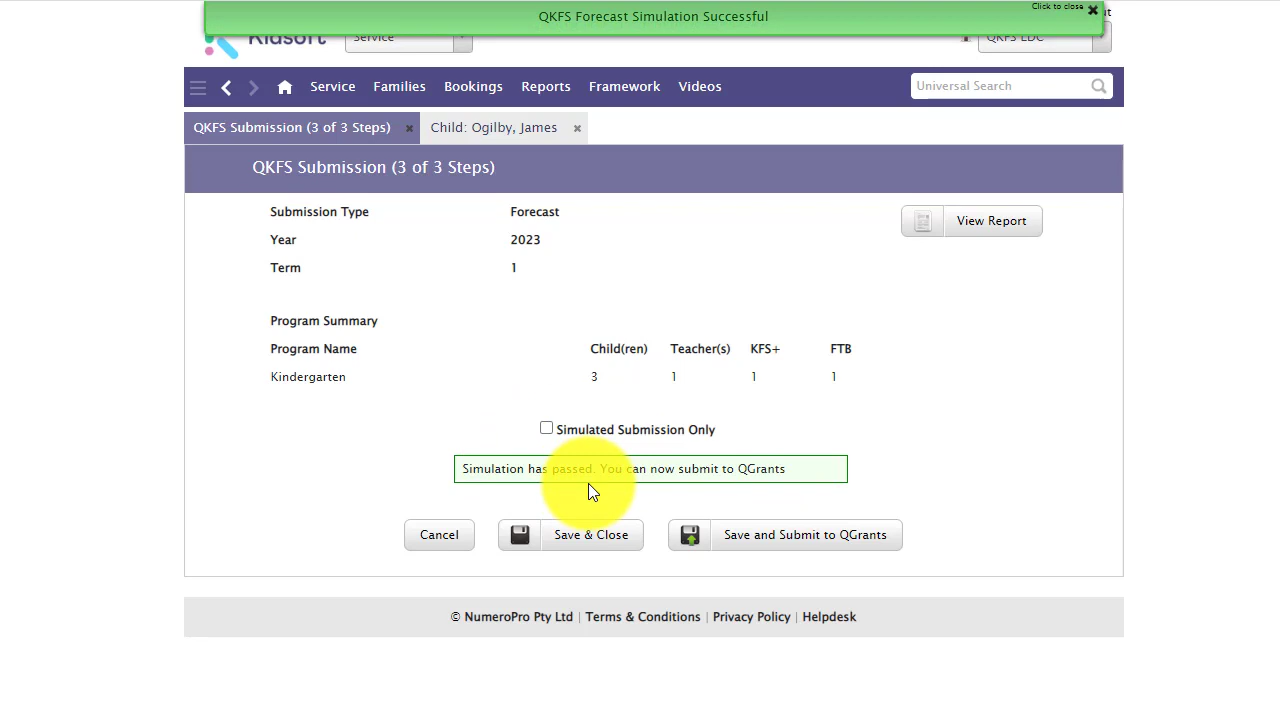 Click to close
QKFS Forecast Simulation Successful
Kidsoft
Service
QKFS LDC
Service Families Bookings Reports Framework Videos
Universal Search
QKFS Submission (3 of 3 Steps) Child: Ogilby, James
QKFS Submission (3 of 3 Steps)
Submission Type Forecast
View Report
Year 2023
Term 1
Program Summary
Program Name Child(ren) Teacher(s) KFS+ FTB
Kindergarten 3 1 1 1
Simulated Submission Only
Simulation has passed. You can now submit to QGrants
Cancel Save & Close Save and Submit to QGrants
© NumeroPro Pty Ltd | Terms & Conditions | Privacy Policy | Helpdesk